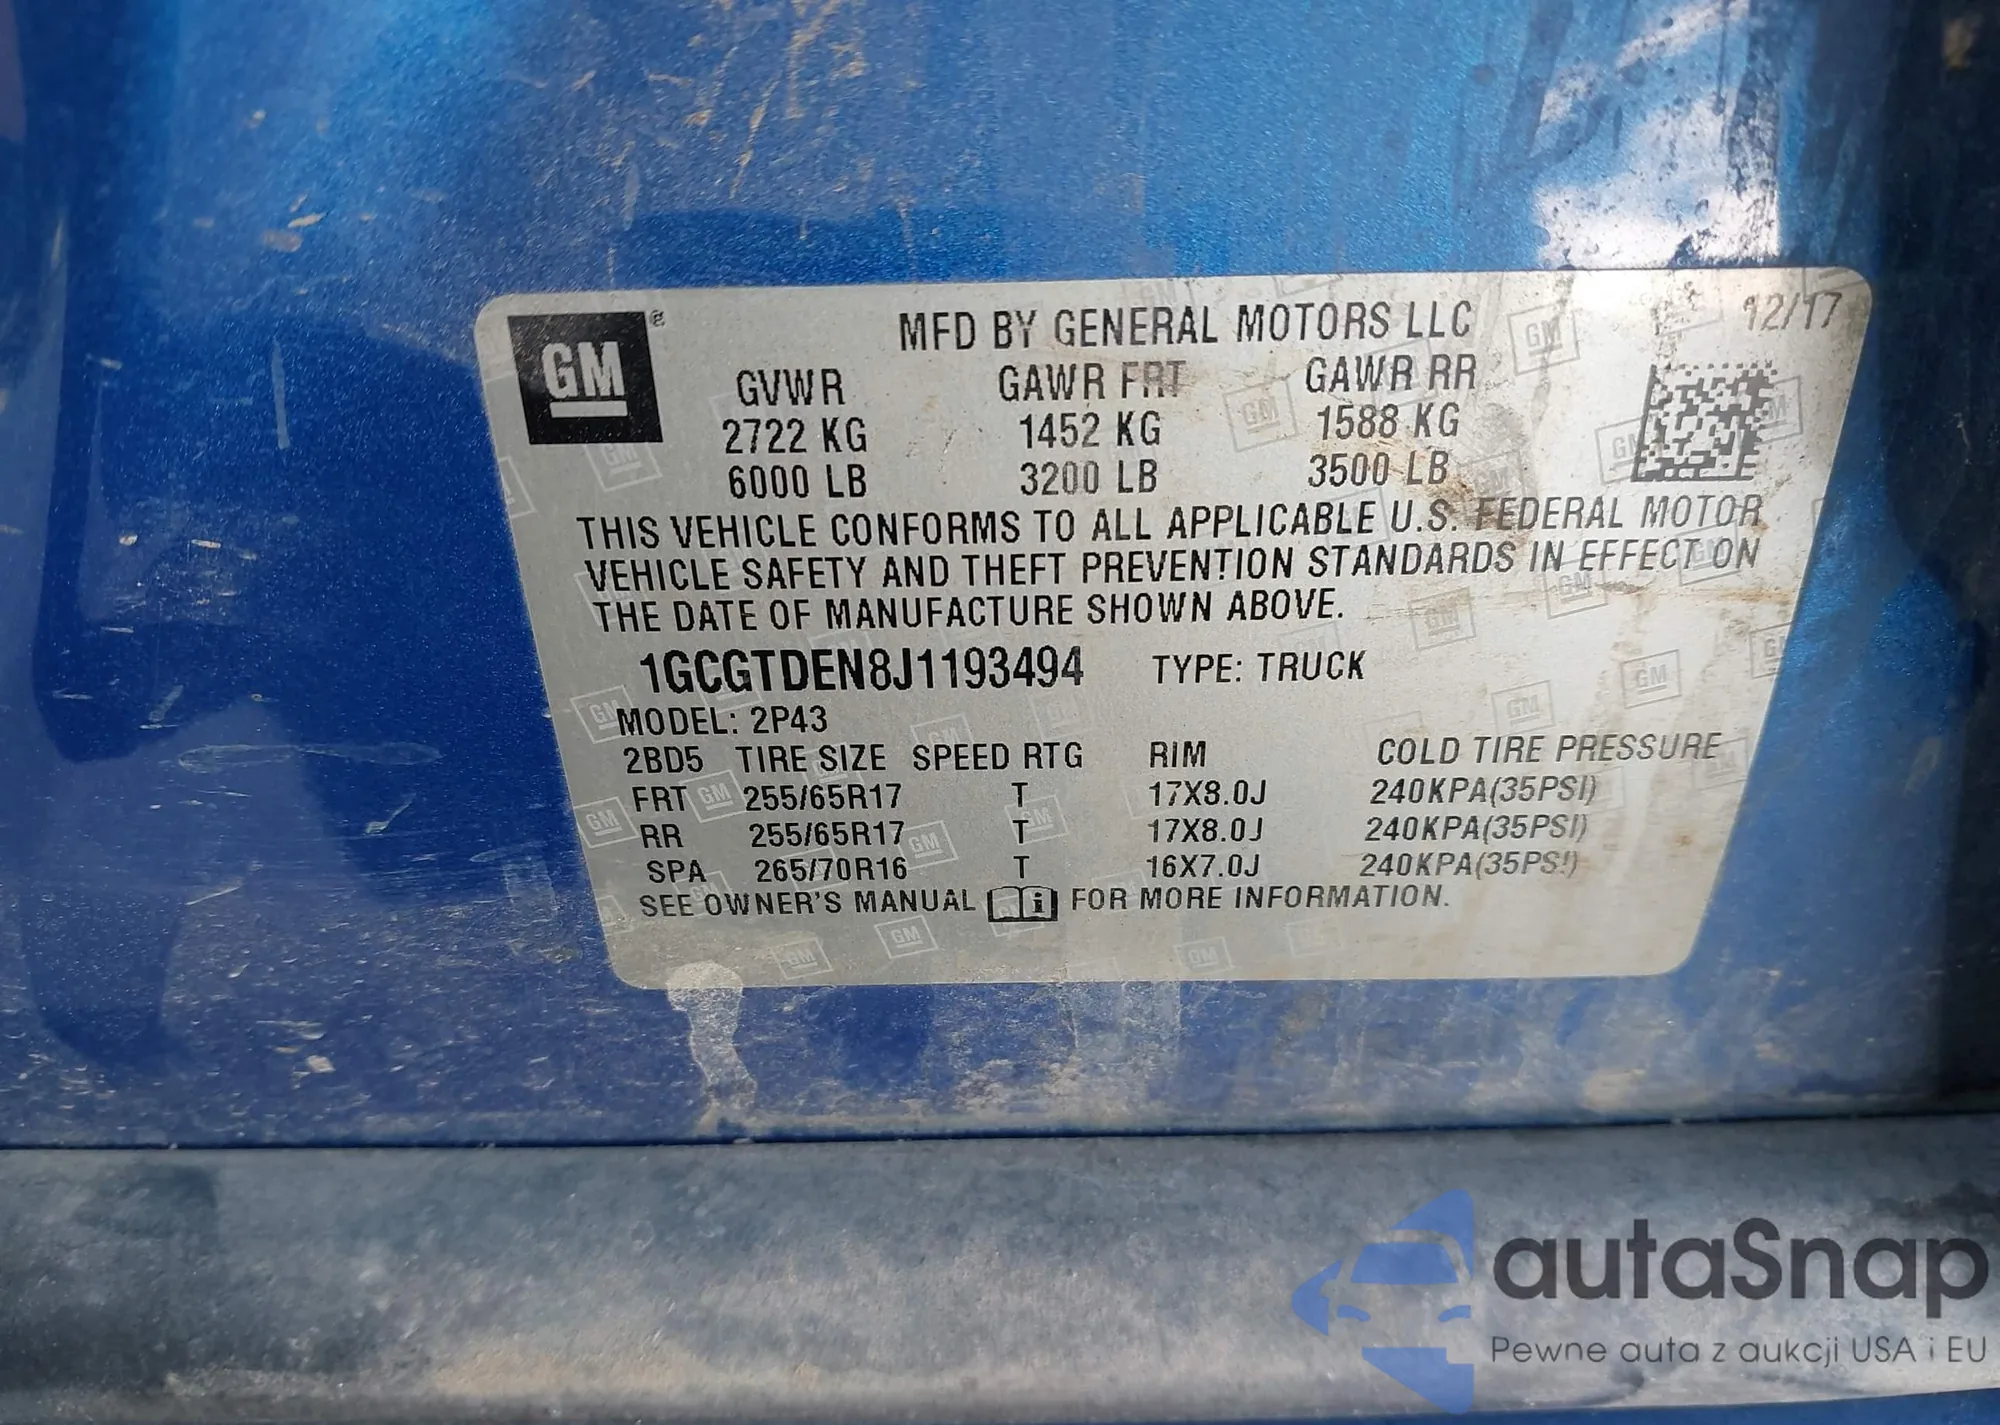 GM®
MFD BY GENERAL MOTORS LLC
12/17
GVWR GAWR FRT GAWR RR
2722 KG 1452 KG 1588 KG
6000 LB 3200 LB 3500 LB
THIS VEHICLE CONFORMS TO ALL APPLICABLE U.S. FEDERAL MOTOR
VEHICLE SAFETY AND THEFT PREVENTION STANDARDS IN EFFECT ON
THE DATE OF MANUFACTURE SHOWN ABOVE.
1GCGTDEN8J1193494 TYPE: TRUCK
MODEL: 2P43
2BD5 TIRE SIZE SPEED RTG RIM COLD TIRE PRESSURE
FRT 255/65R17 T 17X8.0J 240KPA(35PSI)
RR 255/65R17 T 17X8.0J 240KPA(35PSI)
SPA 265/70R16 T 16X7.0J 240KPA(35PSI)
SEE OWNER'S MANUAL FOR MORE INFORMATION.
autaSnap
Pewne auta z aukcji USA i EU